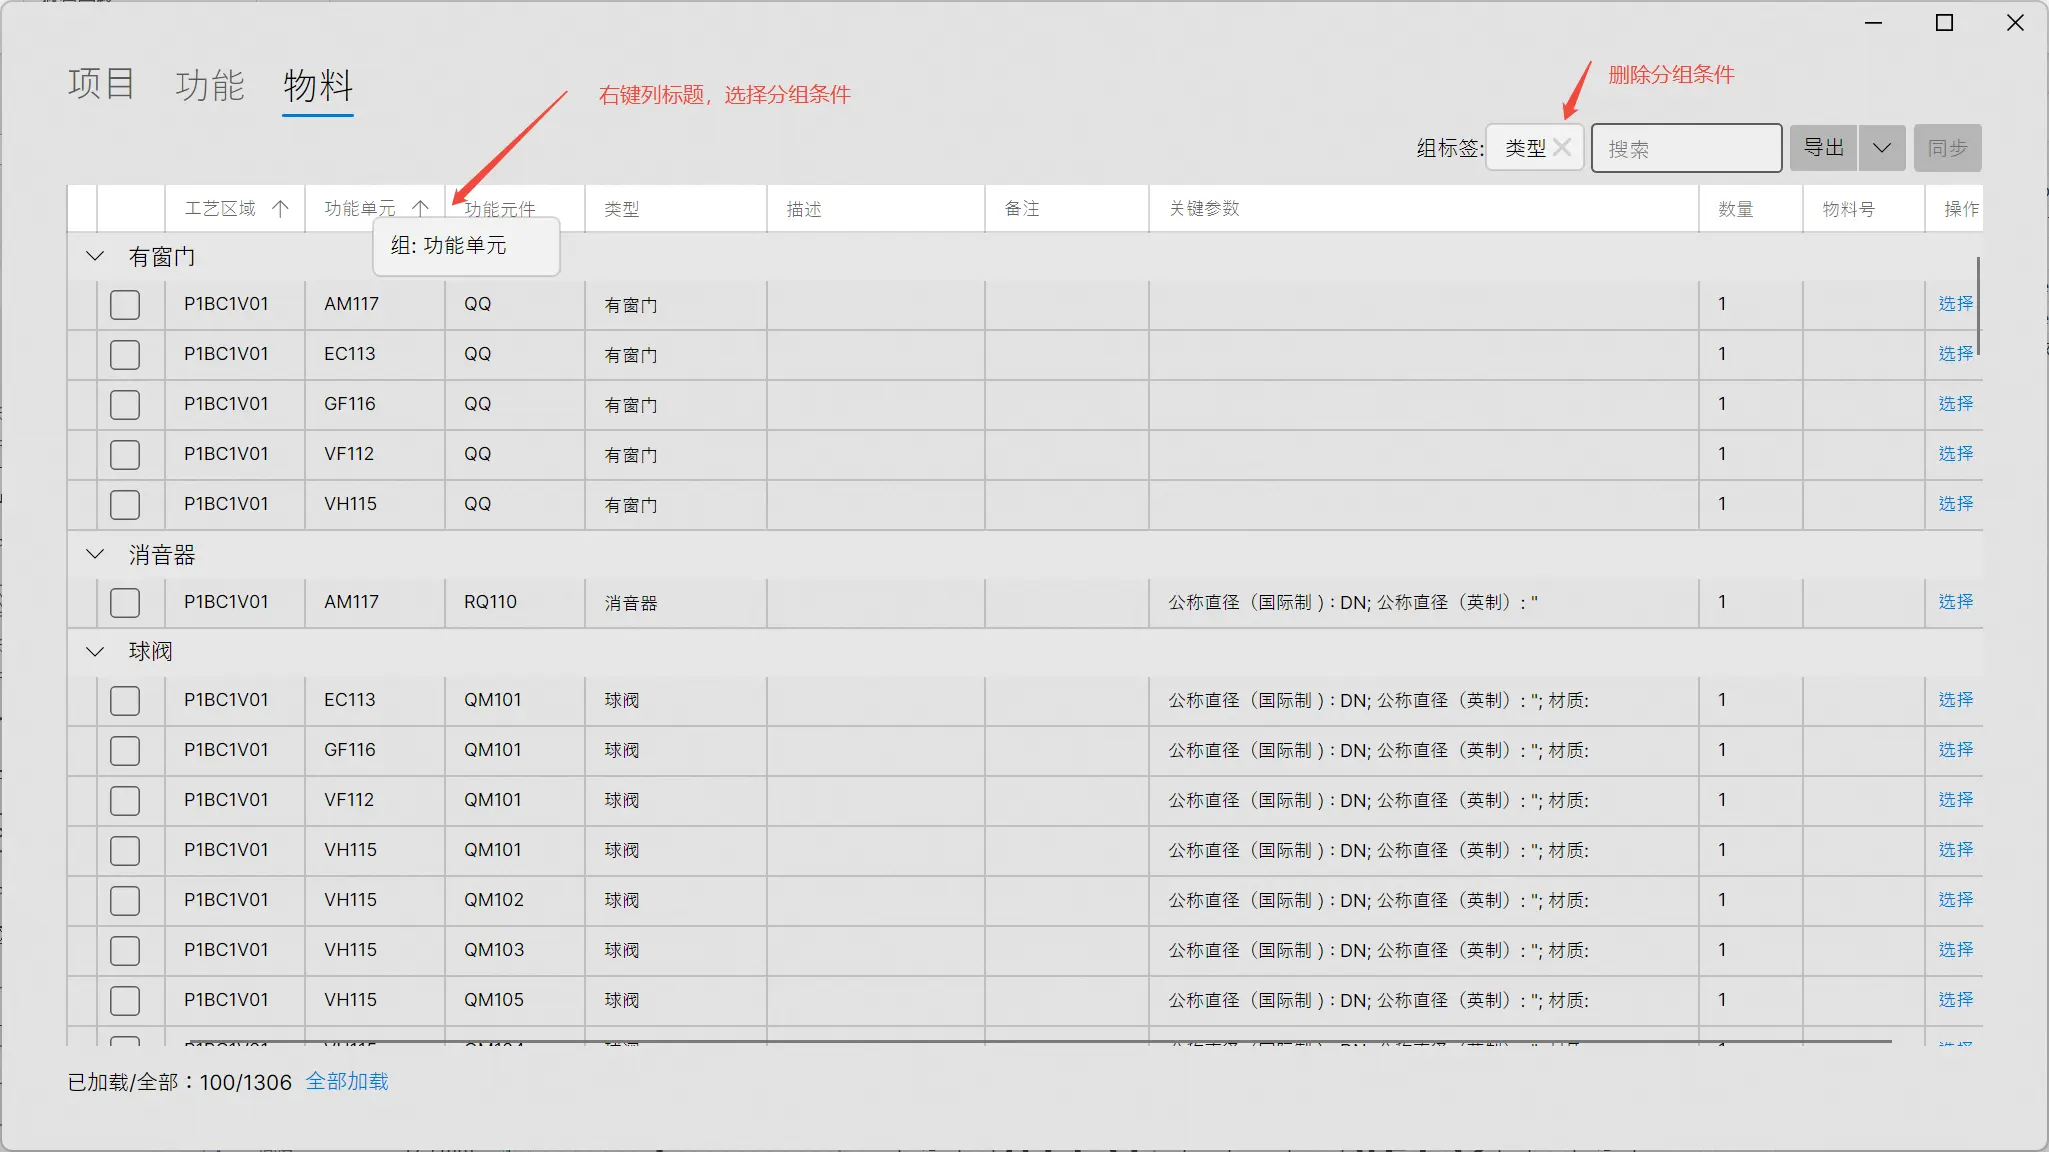 项目 功能 物料
右键列标题，选择分组条件
删除分组条件
组标签: 类型 搜索 导出 同步
工艺区域 功能单元 功能元件 类型 描述 备注 关键参数 数量 物料号 操作
组: 功能单元
有窗门
P1BC1V01 AM117 QQ 有窗门 1 选择
P1BC1V01 EC113 QQ 有窗门 1 选择
P1BC1V01 GF116 QQ 有窗门 1 选择
P1BC1V01 VF112 QQ 有窗门 1 选择
P1BC1V01 VH115 QQ 有窗门 1 选择
消音器
P1BC1V01 AM117 RQ110 消音器 公称直径（国际制）: DN; 公称直径（英制）: " 1 选择
球阀
P1BC1V01 EC113 QM101 球阀 公称直径（国际制）: DN; 公称直径（英制）: "; 材质: 1 选择
P1BC1V01 GF116 QM101 球阀 公称直径（国际制）: DN; 公称直径（英制）: "; 材质: 1 选择
P1BC1V01 VF112 QM101 球阀 公称直径（国际制）: DN; 公称直径（英制）: "; 材质: 1 选择
P1BC1V01 VH115 QM101 球阀 公称直径（国际制）: DN; 公称直径（英制）: "; 材质: 1 选择
P1BC1V01 VH115 QM102 球阀 公称直径（国际制）: DN; 公称直径（英制）: "; 材质: 1 选择
P1BC1V01 VH115 QM103 球阀 公称直径（国际制）: DN; 公称直径（英制）: "; 材质: 1 选择
P1BC1V01 VH115 QM105 球阀 公称直径（国际制）: DN; 公称直径（英制）: "; 材质: 1 选择
已加载/全部：100/1306 全部加载